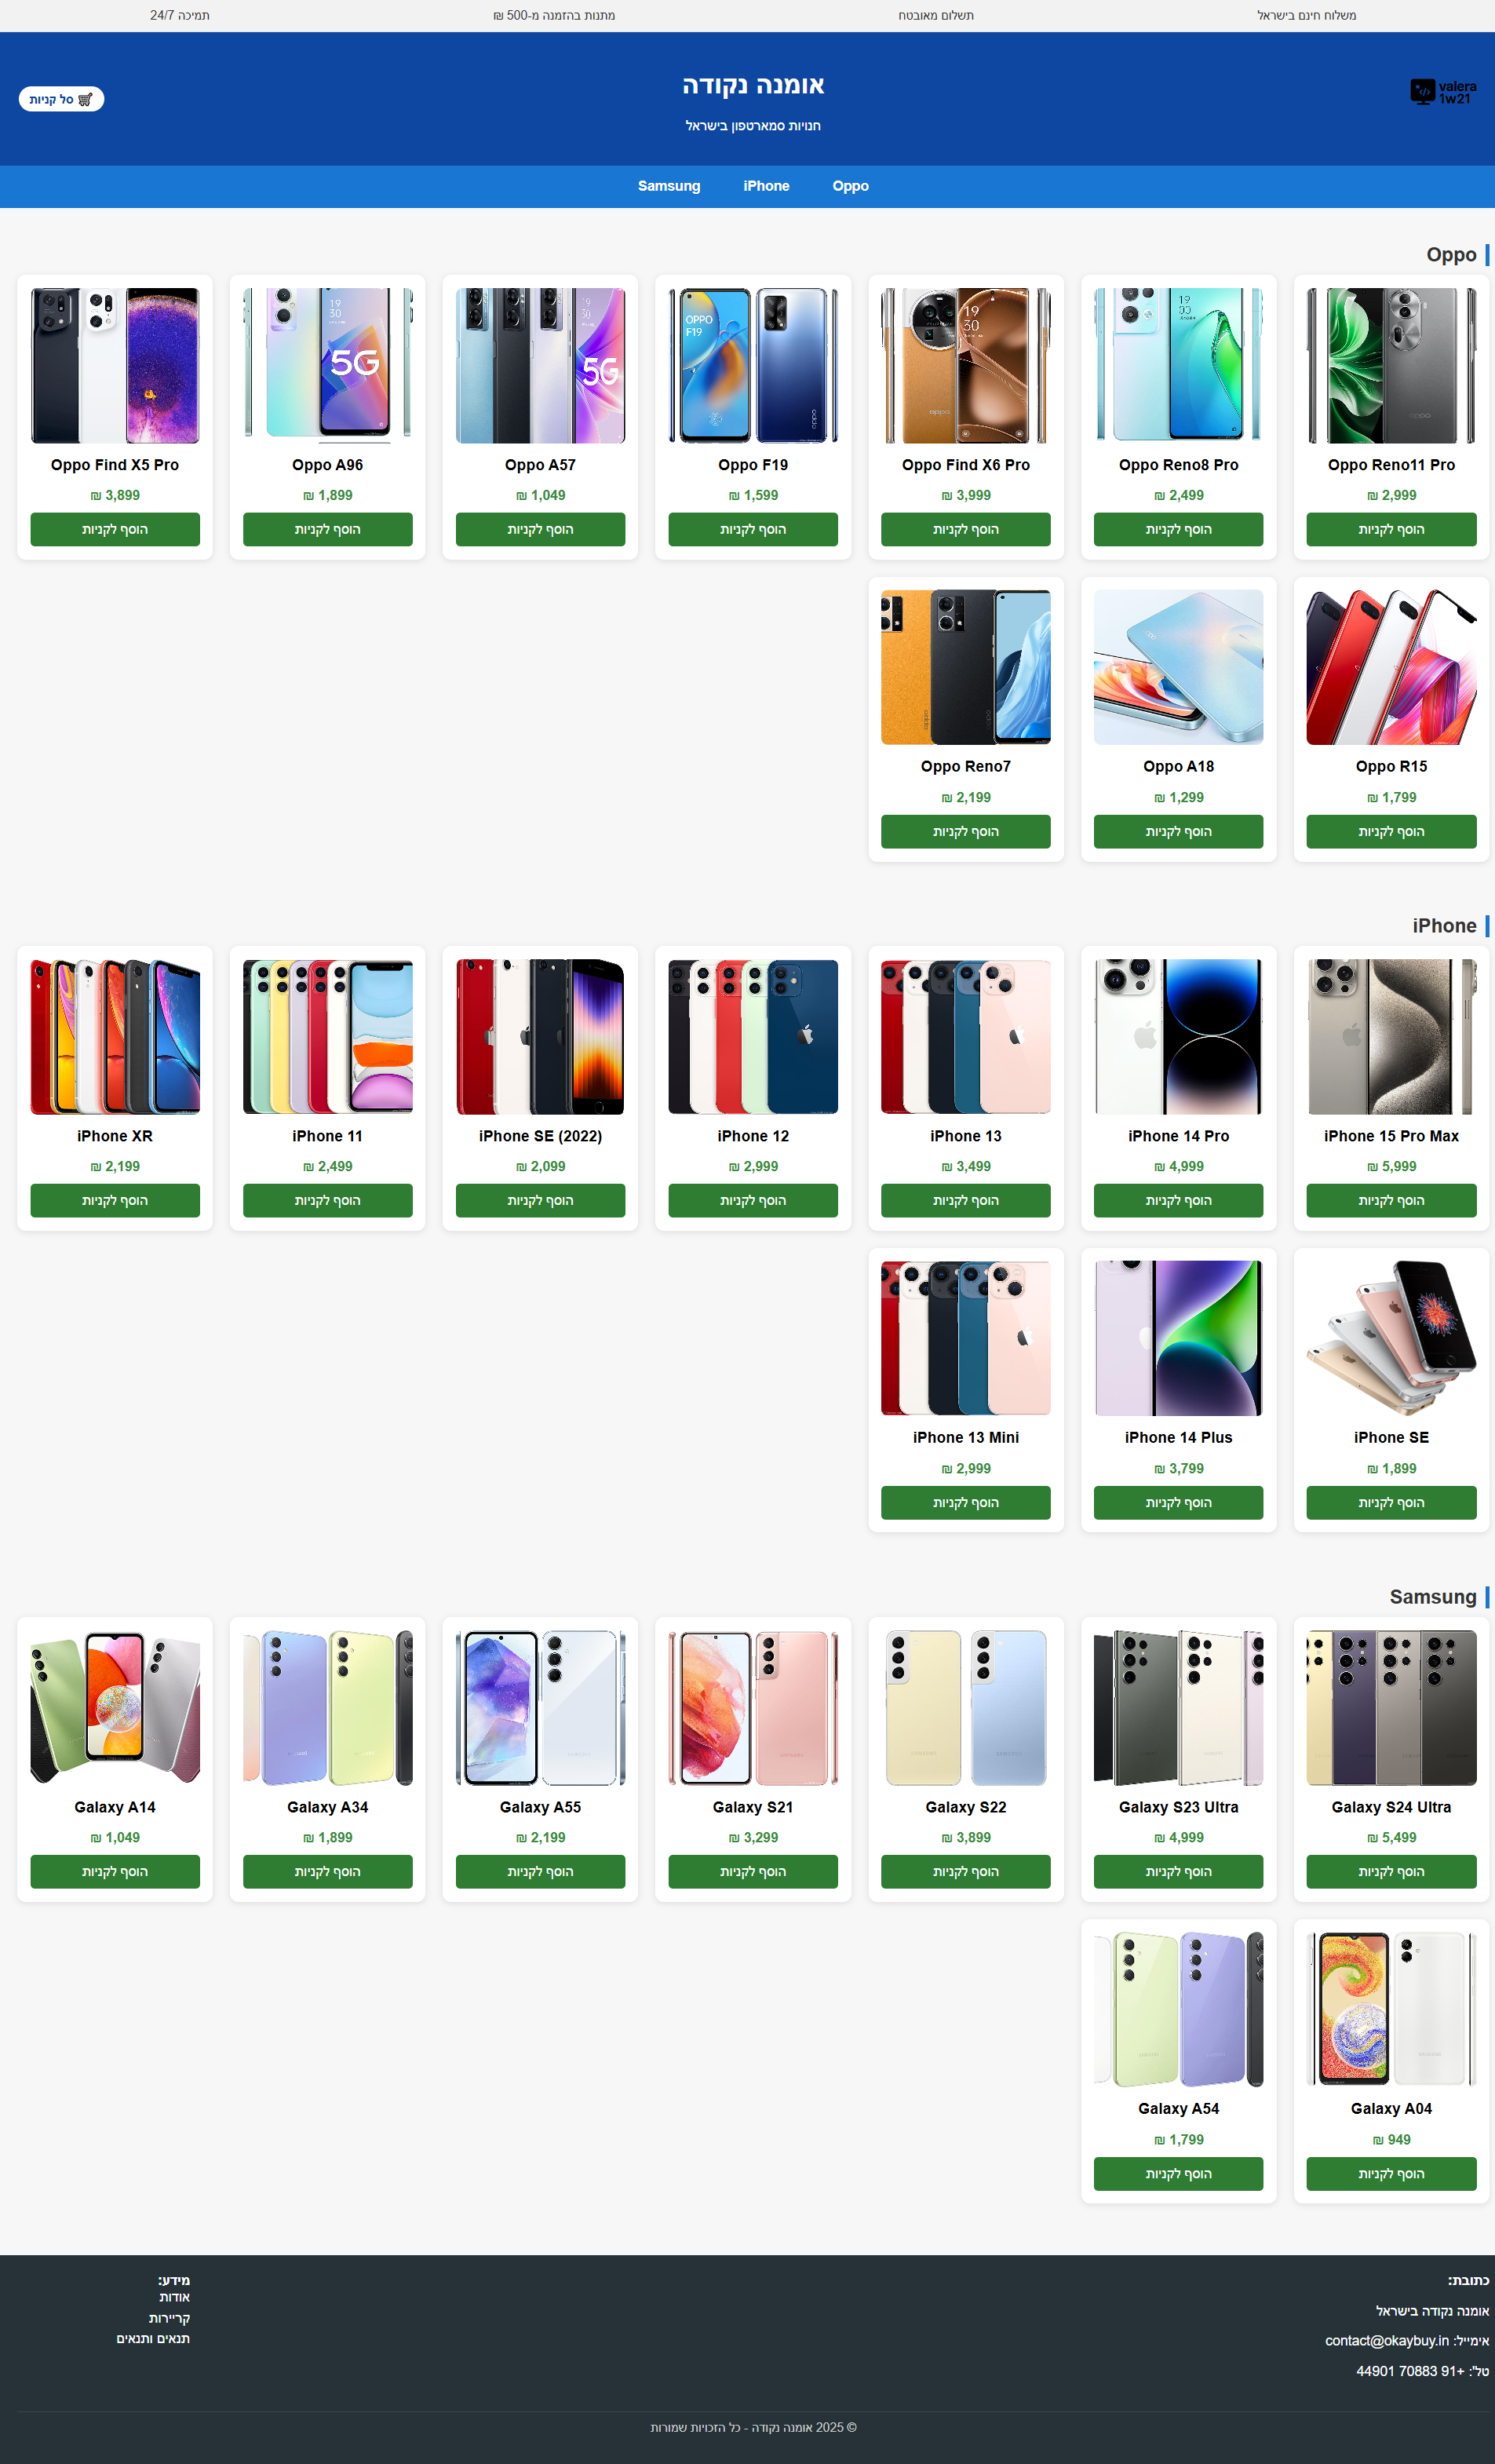 משלוח חינם בישראל
תשלום מאובטח
מתנות בהזמנה מ-500 ₪
תמיכה 24/7
valera
1w21
אומנה נקודה
חנויות סמארטפון בישראל
🛒 סל קניות
Oppo
iPhone
Samsung
Oppo
Oppo Reno11 Pro
2,999 ₪
הוסף לקניות
Oppo Reno8 Pro
2,499 ₪
הוסף לקניות
Oppo Find X6 Pro
3,999 ₪
הוסף לקניות
OPPO
F19
Oppo F19
1,599 ₪
הוסף לקניות
5G
Oppo A57
1,049 ₪
הוסף לקניות
5G
Oppo A96
1,899 ₪
הוסף לקניות
Oppo Find X5 Pro
3,899 ₪
הוסף לקניות
Oppo R15
1,799 ₪
הוסף לקניות
Oppo A18
1,299 ₪
הוסף לקניות
Oppo Reno7
2,199 ₪
הוסף לקניות
iPhone
iPhone 15 Pro Max
5,999 ₪
הוסף לקניות
iPhone 14 Pro
4,999 ₪
הוסף לקניות
iPhone 13
3,499 ₪
הוסף לקניות
iPhone 12
2,999 ₪
הוסף לקניות
iPhone SE (2022)
2,099 ₪
הוסף לקניות
iPhone 11
2,499 ₪
הוסף לקניות
iPhone XR
2,199 ₪
הוסף לקניות
iPhone SE
1,899 ₪
הוסף לקניות
iPhone 14 Plus
3,799 ₪
הוסף לקניות
iPhone 13 Mini
2,999 ₪
הוסף לקניות
Samsung
Galaxy S24 Ultra
5,499 ₪
הוסף לקניות
Galaxy S23 Ultra
4,999 ₪
הוסף לקניות
Galaxy S22
3,899 ₪
הוסף לקניות
Galaxy S21
3,299 ₪
הוסף לקניות
Galaxy A55
2,199 ₪
הוסף לקניות
Galaxy A34
1,899 ₪
הוסף לקניות
Galaxy A14
1,049 ₪
הוסף לקניות
Galaxy A04
949 ₪
הוסף לקניות
Galaxy A54
1,799 ₪
הוסף לקניות
כתובת:
אומנה נקודה בישראל
אימייל: contact@okaybuy.in
טל': +91 70883 44901
מידע:
אודות
קריירות
תנאים ותנאים
© 2025 אומנה נקודה - כל הזכויות שמורות